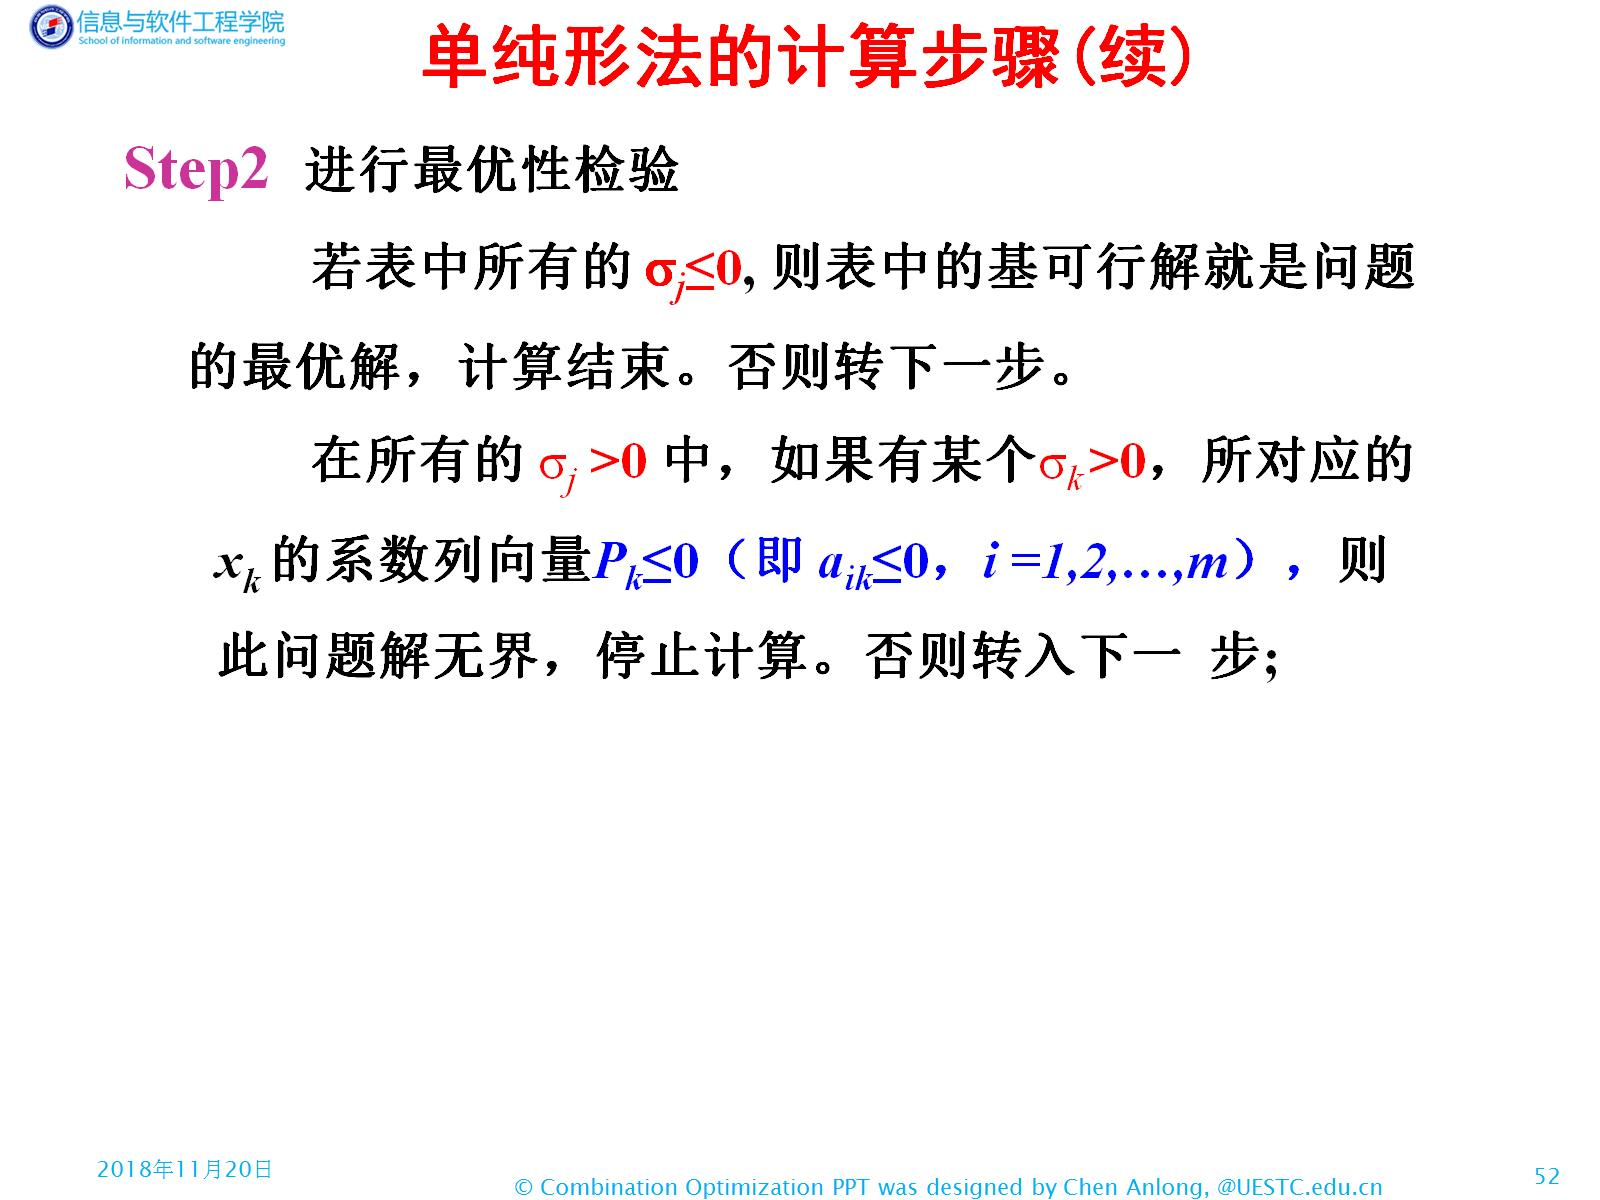 信息与软件工程学院
School of information and software engineering
单纯形法的计算步骤(续)
Step2 进行最优性检验
若表中所有的 σj≤0, 则表中的基可行解就是问题
的最优解，计算结束。否则转下一步。
在所有的 σj >0 中，如果有某个σk>0，所对应的
xk 的系数列向量Pk≤0（即 aik≤0，i =1,2,…,m），则
此问题解无界，停止计算。否则转入下一 步;
2018年11月20日
© Combination Optimization PPT was designed by Chen Anlong, @UESTC.edu.cn
52